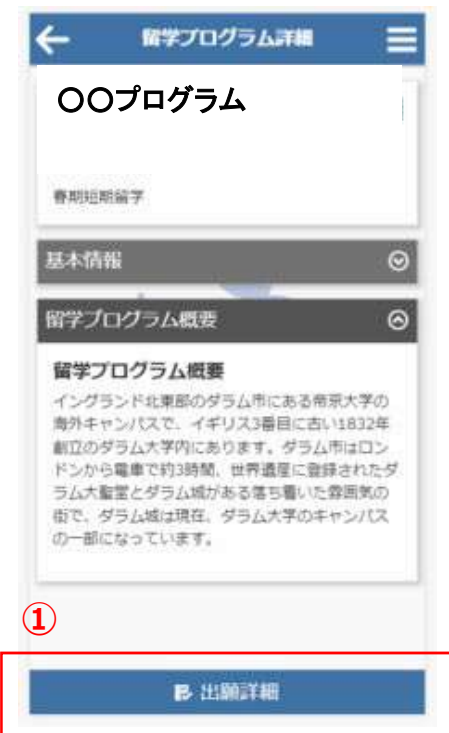 留学プログラム詳細
〇〇プログラム
春期短期留学
基本情報
留学プログラム概要
留学プログラム概要
イングランド北東部のダラム市にある帝京大学の
海外キャンパスで、イギリス3番目に古い1832年
創立のダラム大学内にあります。ダラム市はロン
ドンから電車で約3時間、世界遺産に登録されたダ
ラム大聖堂とダラム城がある落ち着いた雰囲気の
街で、ダラム城は現在、ダラム大学のキャンパス
の一部になっています。
①
出願詳細